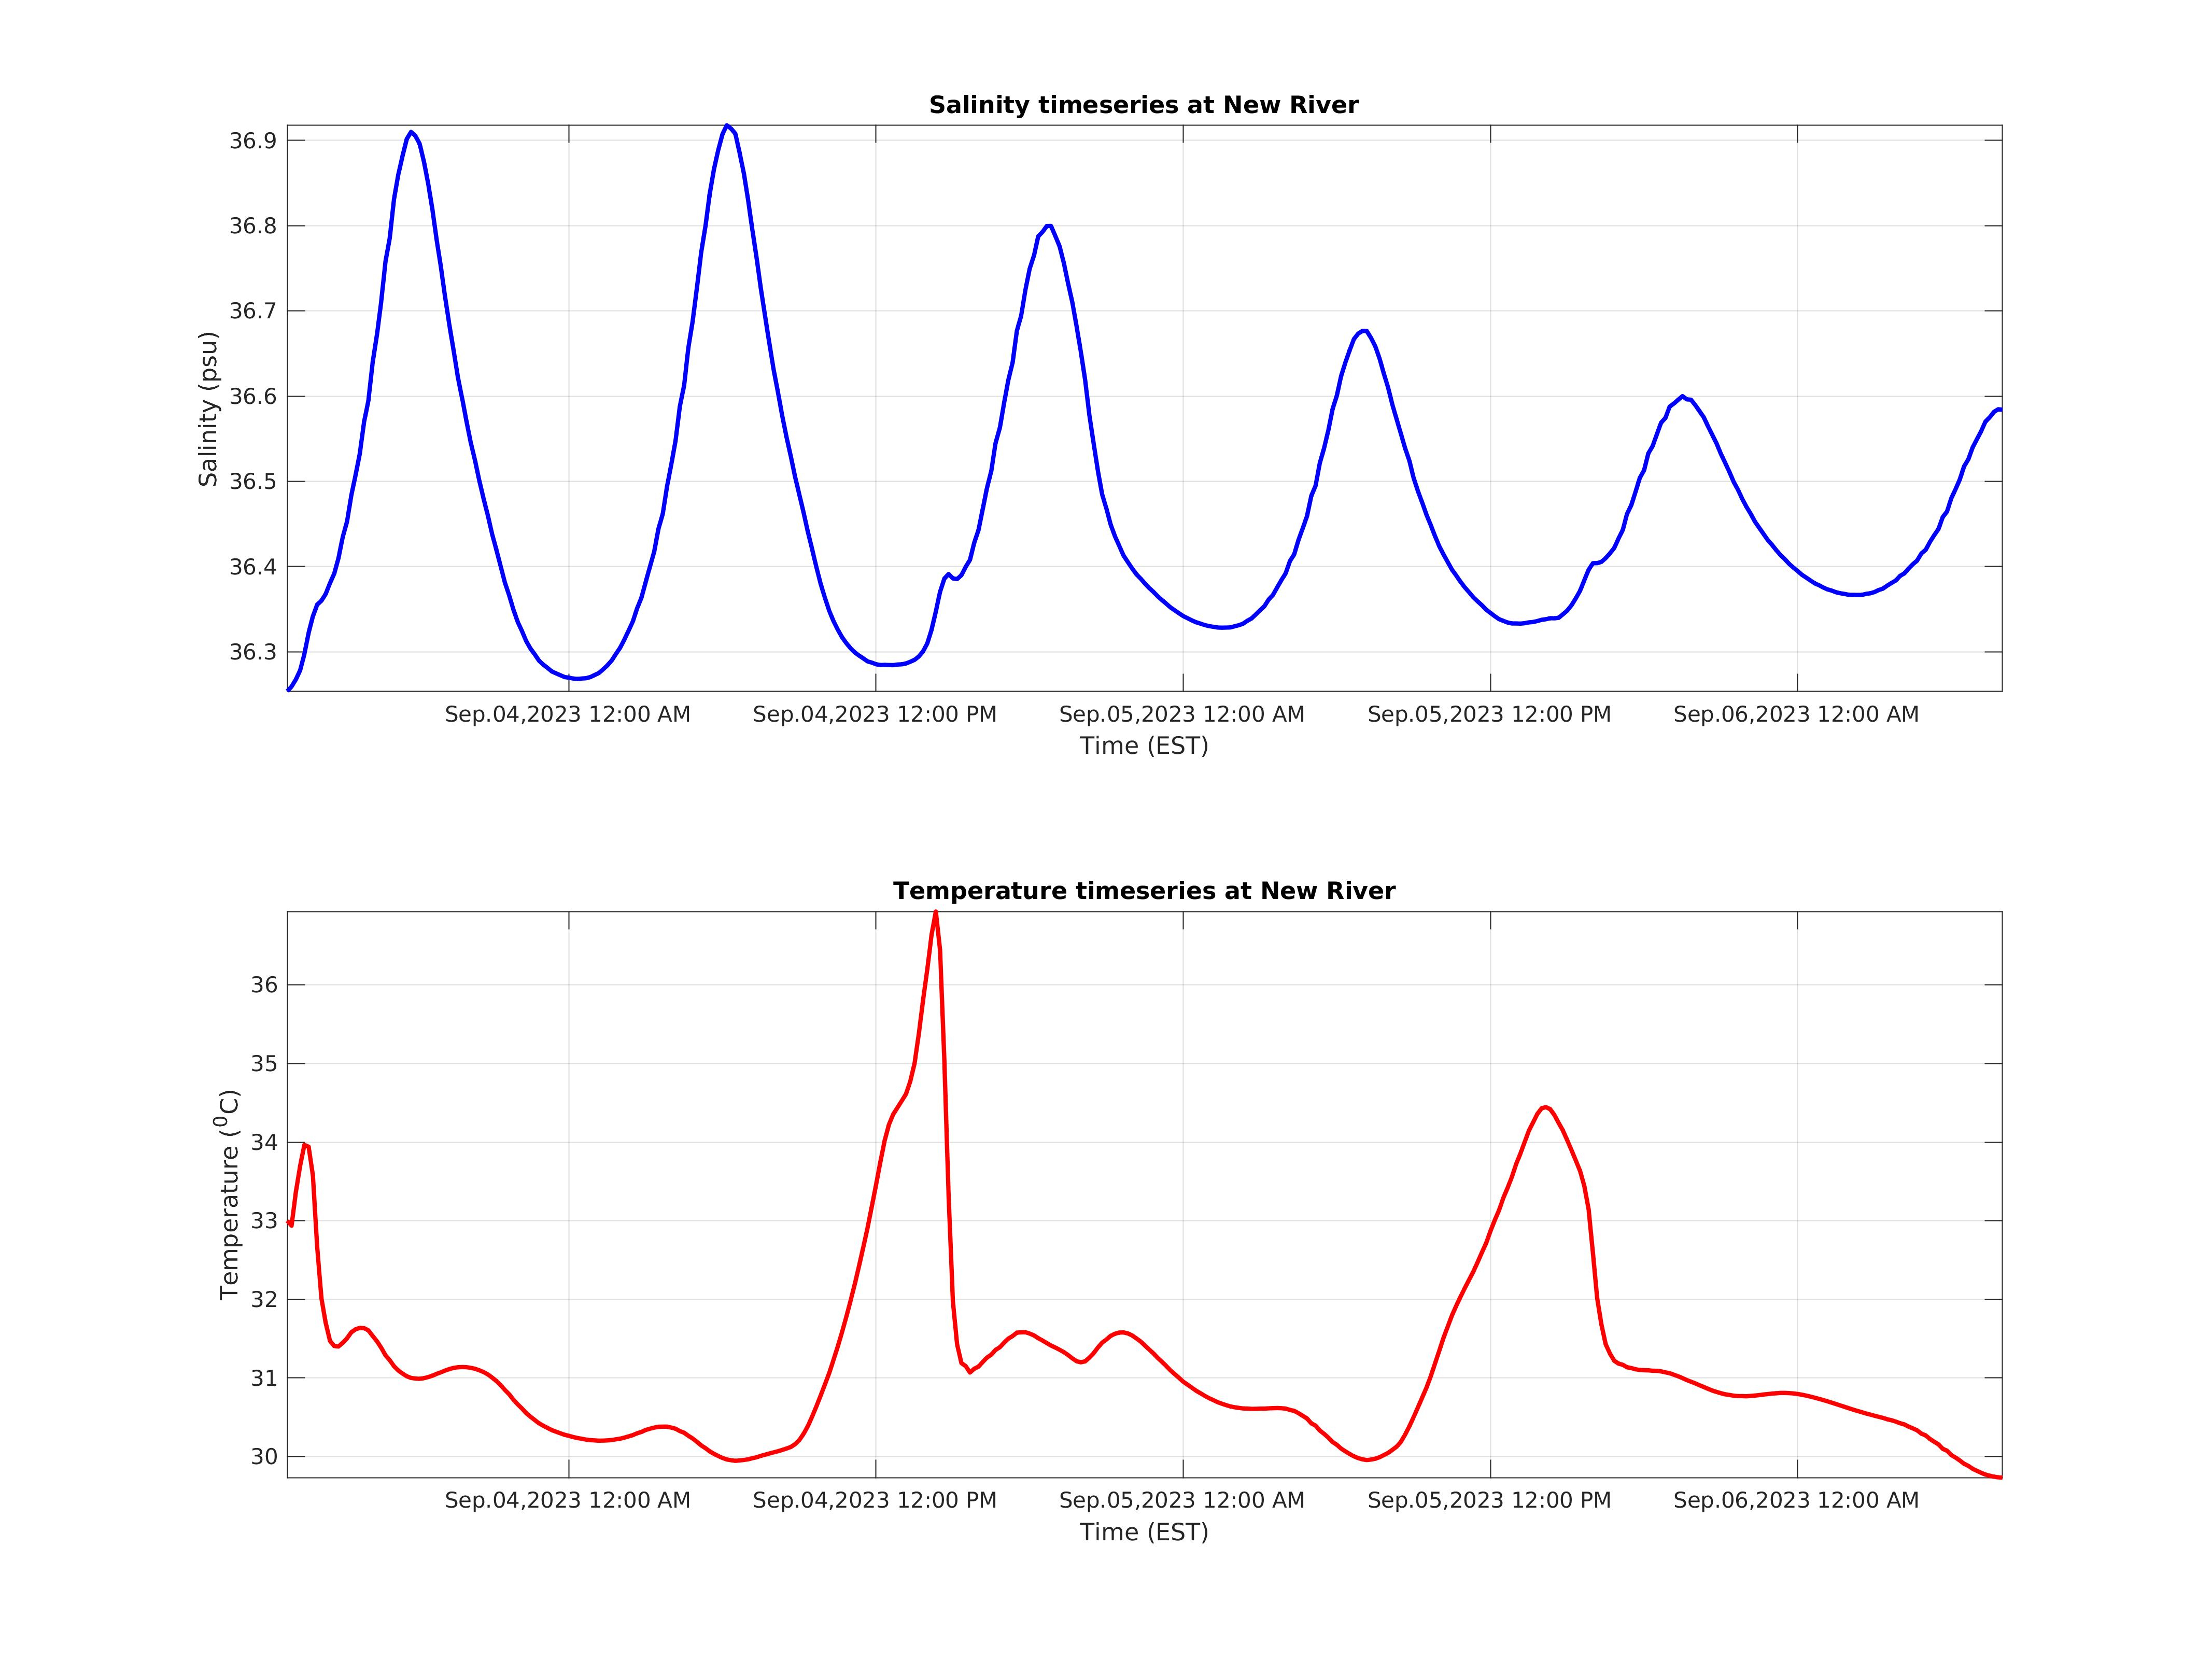 Salinity timeseries at New River
36.9
36.8
36.7
36.6
36.5
36.4
36.3
Salinity (psu)
Sep.04,2023 12:00 AM
Sep.04,2023 12:00 PM
Sep.05,2023 12:00 AM
Sep.05,2023 12:00 PM
Sep.06,2023 12:00 AM
Time (EST)
Temperature timeseries at New River
36
35
34
33
32
31
30
Temperature (⁰C)
Sep.04,2023 12:00 AM
Sep.04,2023 12:00 PM
Sep.05,2023 12:00 AM
Sep.05,2023 12:00 PM
Sep.06,2023 12:00 AM
Time (EST)